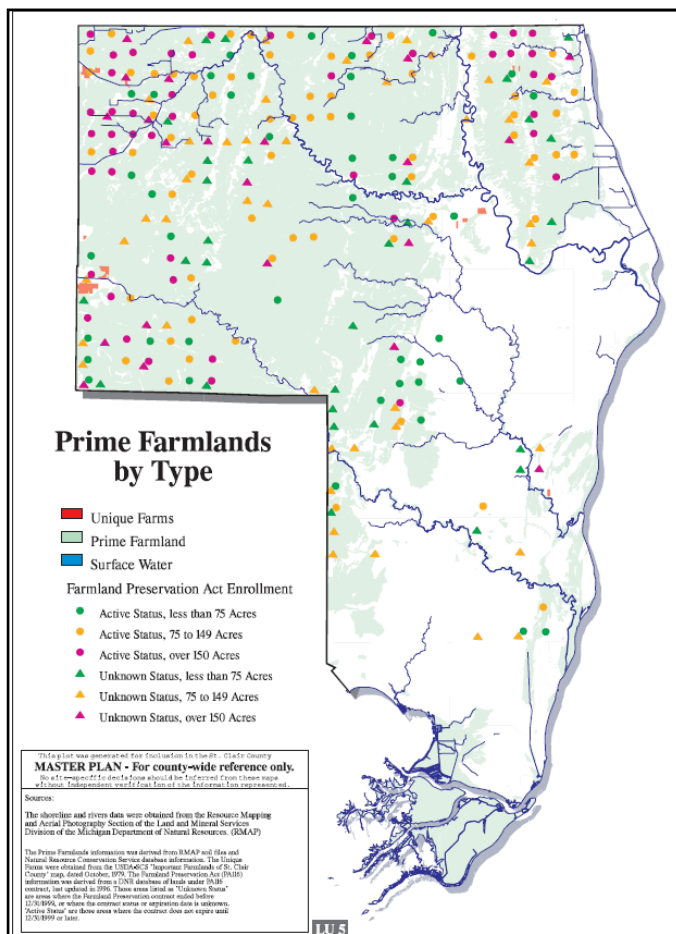 Prime Farmlands
by Type
Unique Farms
Prime Farmland
Surface Water
Farmland Preservation Act Enrollment
Active Status, less than 75 Acres
Active Status, 75 to 149 Acres
Active Status, over 150 Acres
Unknown Status, less than 75 Acres
Unknown Status, 75 to 149 Acres
Unknown Status, over 150 Acres
This plot was generated for inclusion in the St. Clair County
MASTER PLAN - For county-wide reference only.
No site-specific decisions should be inferred from these maps
without independent verification of the information represented.
Sources:
The shoreline and rivers data were obtained from the Resource Mapping
and Aerial Photography Section of the Land and Mineral Services
Division of the Michigan Department of Natural Resources. (RMAP)
The Prime Farmlands information was derived from RMAP soil files and
Natural Resource Conservation Service database information. The Unique
Farms were obtained from the USDA-SCS "Important Farmlands of St. Clair
County" map, dated October, 1979. The Farmland Preservation Act (PA116)
information was derived from a DNR database of lands under PA116
contract, last updated in 1996. Those areas listed as "Unknown Status"
are areas where the Farmland Preservation contract ended before
12/31/1999, or where the contract status or expiration date is unknown.
"Active Status" are those areas where the contract does not expire until
12/31/1999 or later.
LU 5